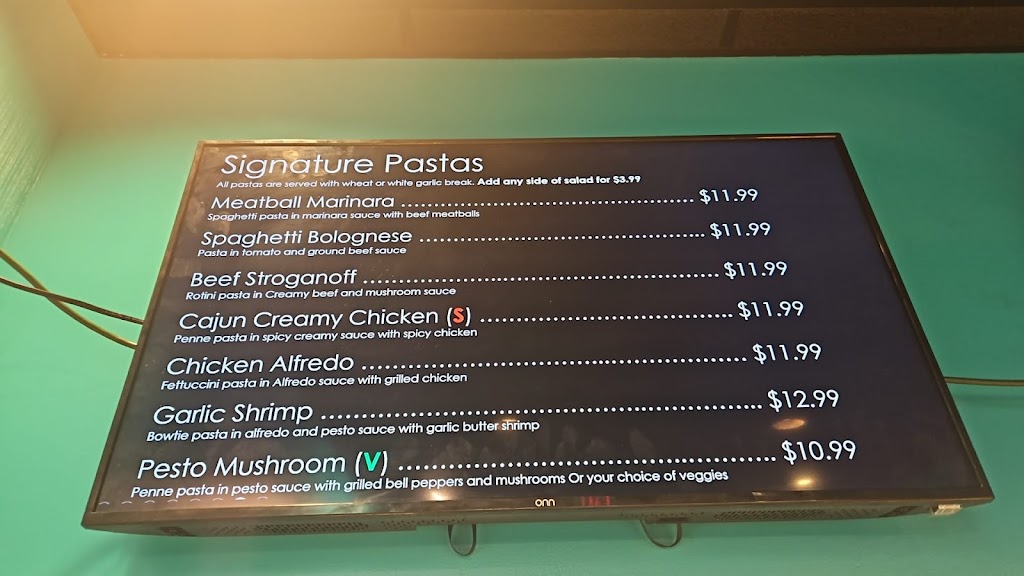 Signature Pastas
All pastas are served with wheat or white garlic break. Add any side of salad for $3.99
Meatball Marinara ........................................ $11.99
Spaghetti pasta in marinara sauce with beef meatballs
Spaghetti Bolognese ........................................ $11.99
Pasta in tomato and ground beef sauce
Beef Stroganoff ........................................ $11.99
Rotini pasta in Creamy beef and mushroom sauce
Cajun Creamy Chicken (S) ........................................ $11.99
Penne pasta in spicy creamy sauce with spicy chicken
Chicken Alfredo ........................................ $11.99
Fettuccini pasta in Alfredo sauce with grilled chicken
Garlic Shrimp ........................................ $12.99
Bowtie pasta in alfredo and pesto sauce with garlic butter shrimp
Pesto Mushroom (V) ........................................ $10.99
Penne pasta in pesto sauce with grilled bell peppers and mushrooms Or your choice of veggies
onn